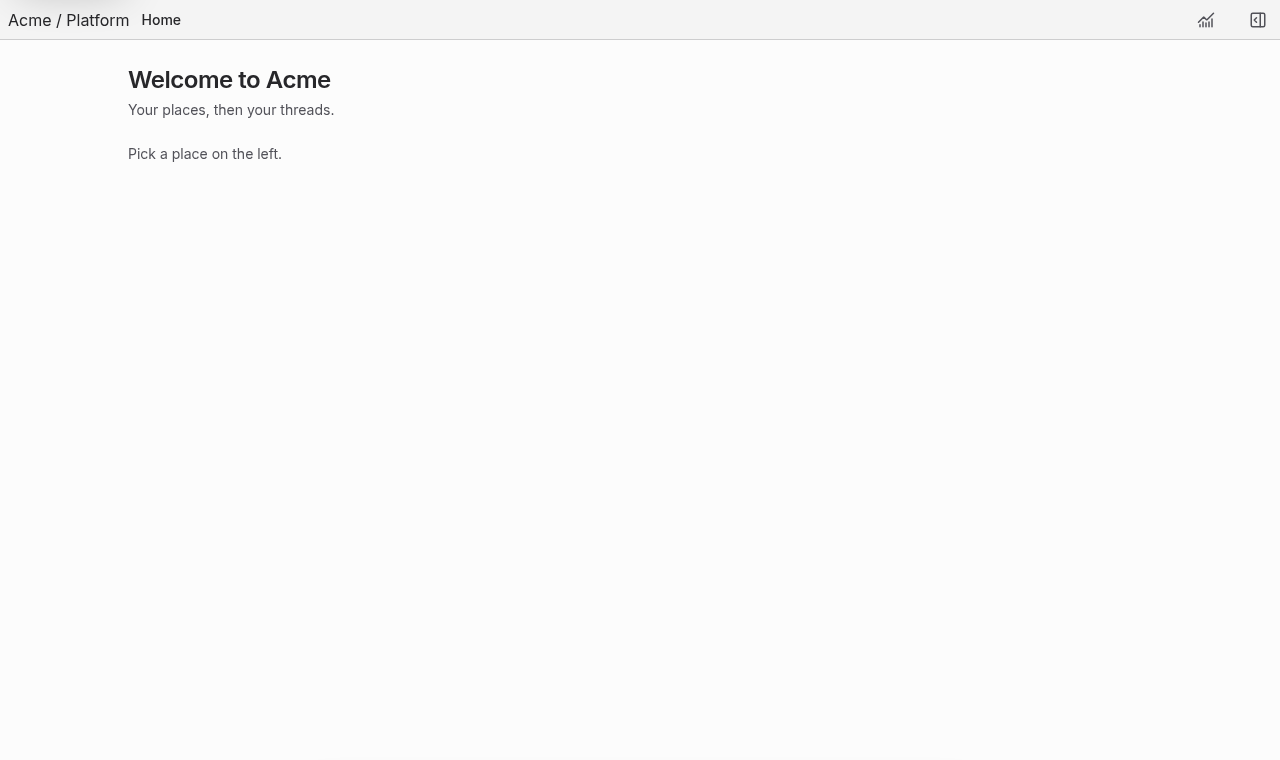 Acme / Platform Home
Welcome to Acme
Your places, then your threads.
Pick a place on the left.